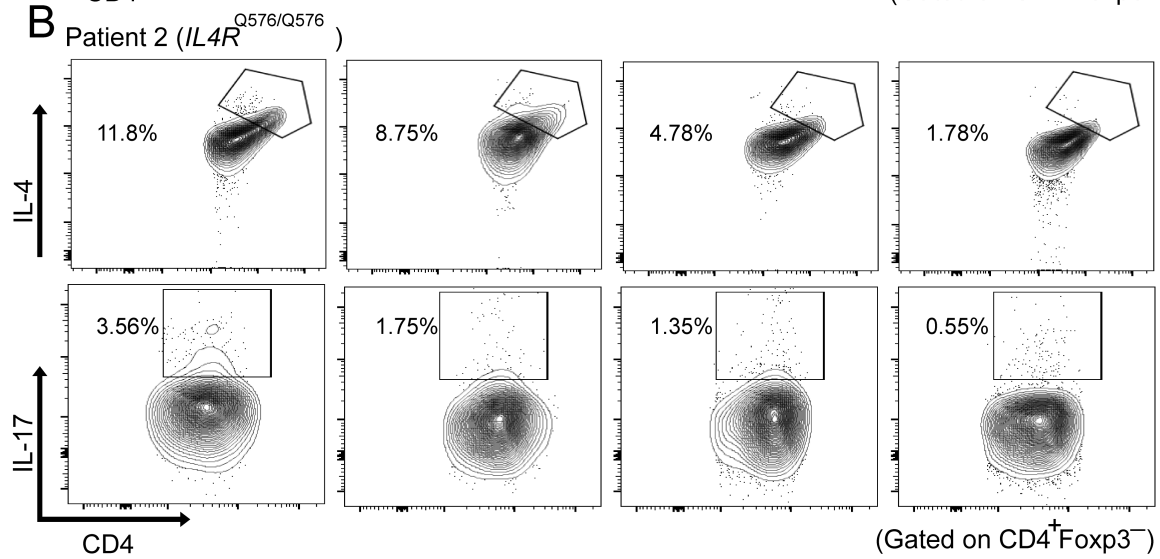 B
Patient 2 (IL4R^Q576/Q576 )
IL-4
11.8%
8.75%
4.78%
1.78%
IL-17
3.56%
1.75%
1.35%
0.55%
CD4
(Gated on CD4⁺Foxp3⁻)